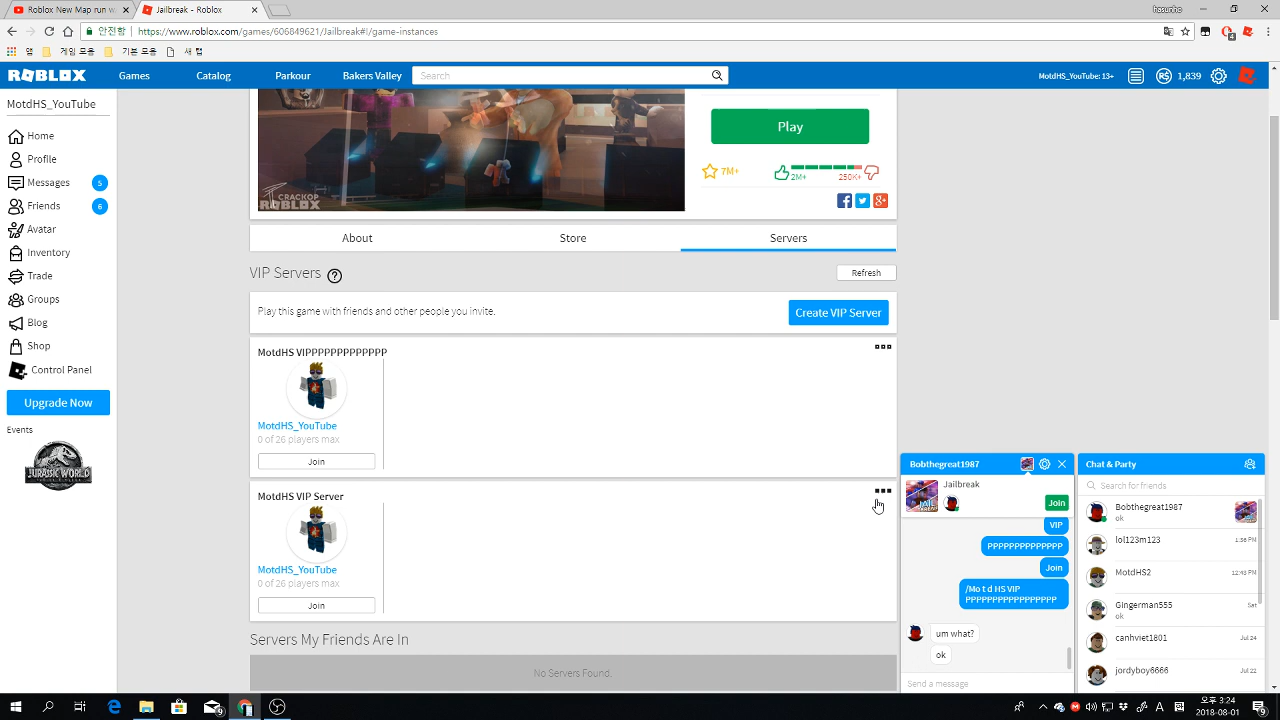 Roblox New Map run w
Jailbreak - Roblox
hasunho
안전함
https://www.roblox.com/games/606849621/Jailbreak#!/game-instances
앱
게임 모음
기본 모음
새 탭
ROBLOX
Games
Catalog
Parkour
Bakers Valley
Search
MotdHS_YouTube: 13+
1,839
MotdHS_YouTube
Home
Profile
Messages
5
Friends
6
Avatar
Inventory
Trade
Groups
Blog
Shop
Control Panel
Upgrade Now
Events
JURASSIC WORLD
CRACKOP
ROBLOX
Play
7M+
2M+
250K+
About
Store
Servers
VIP Servers
Refresh
Play this game with friends and other people you invite.
Create VIP Server
MotdHS VIPPPPPPPPPPPPP
MotdHS_YouTube
0 of 26 players max
Join
MotdHS VIP Server
MotdHS_YouTube
0 of 26 players max
Join
Servers My Friends Are In
No Servers Found.
Bobthegreat1987
Jailbreak
Join
VIP
PPPPPPPPPPPPPP
Join
/Mo t d HS VIP
PPPPPPPPPPPPPPPPP
um what?
ok
Send a message
Chat & Party
Search for friends
Bobthegreat1987
ok
lol123m123
1:36 PM
MotdHS2
12:43 PM
Gingerman555
ok
Sat
canhviet1801
Jul 24
jordyboy6666
Jul 22
오후 3:24
2018-08-01